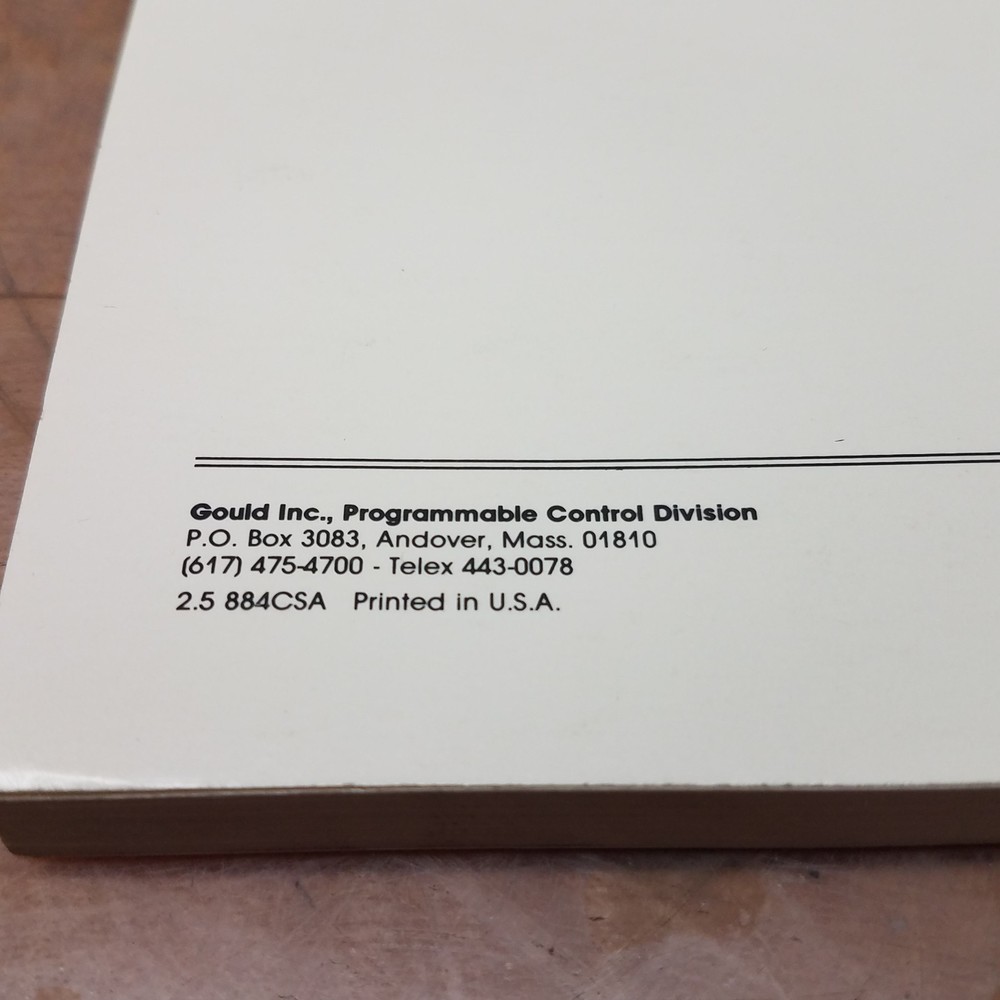 Gould Inc., Programmable Control Division
P.O. Box 3083, Andover, Mass. 01810
(617) 475-4700 - Telex 443-0078
2.5 884CSA Printed in U.S.A.